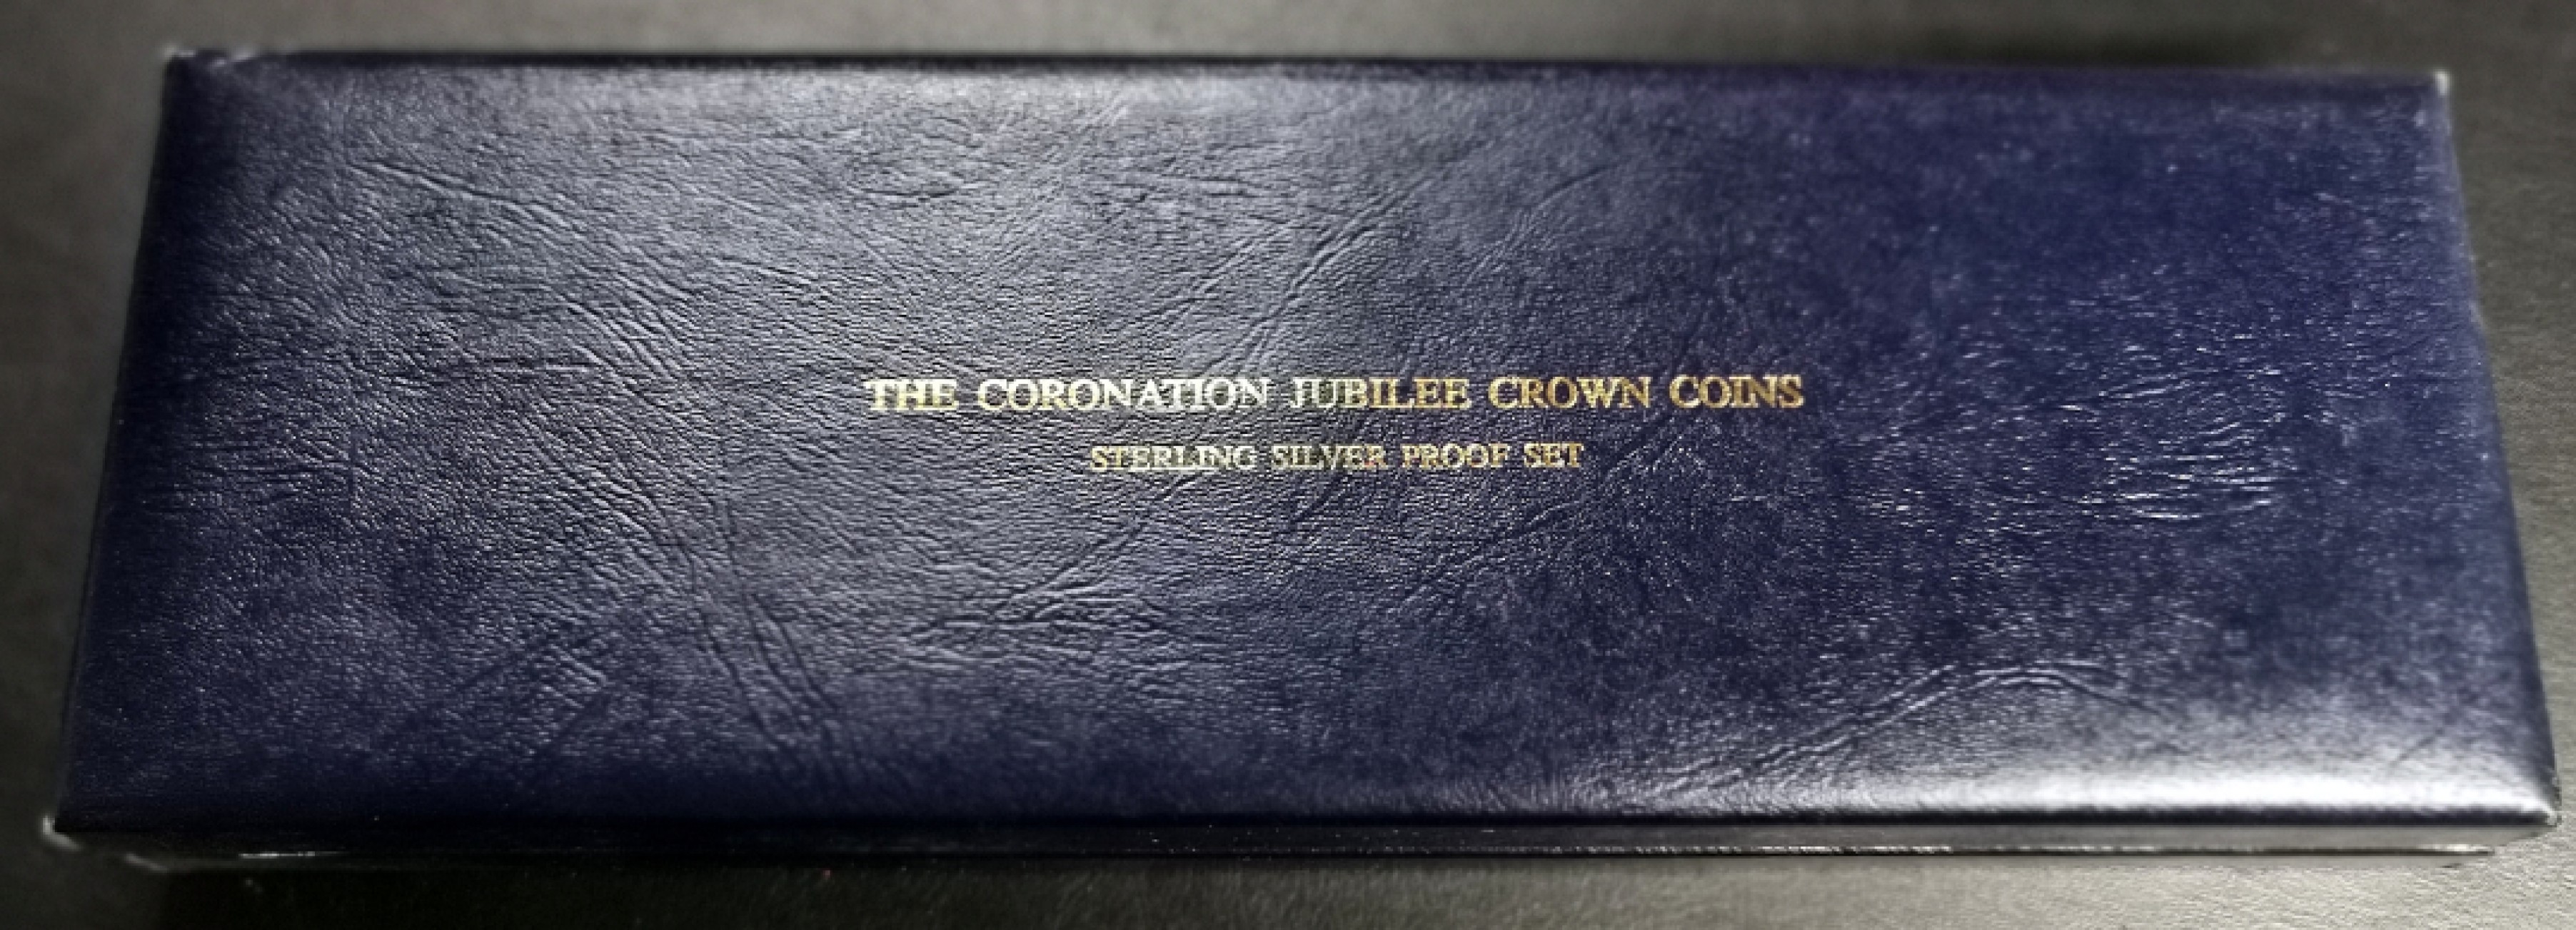 THE CORONATION JUBILEE CROWN COINS
STERLING SILVER PROOF SET